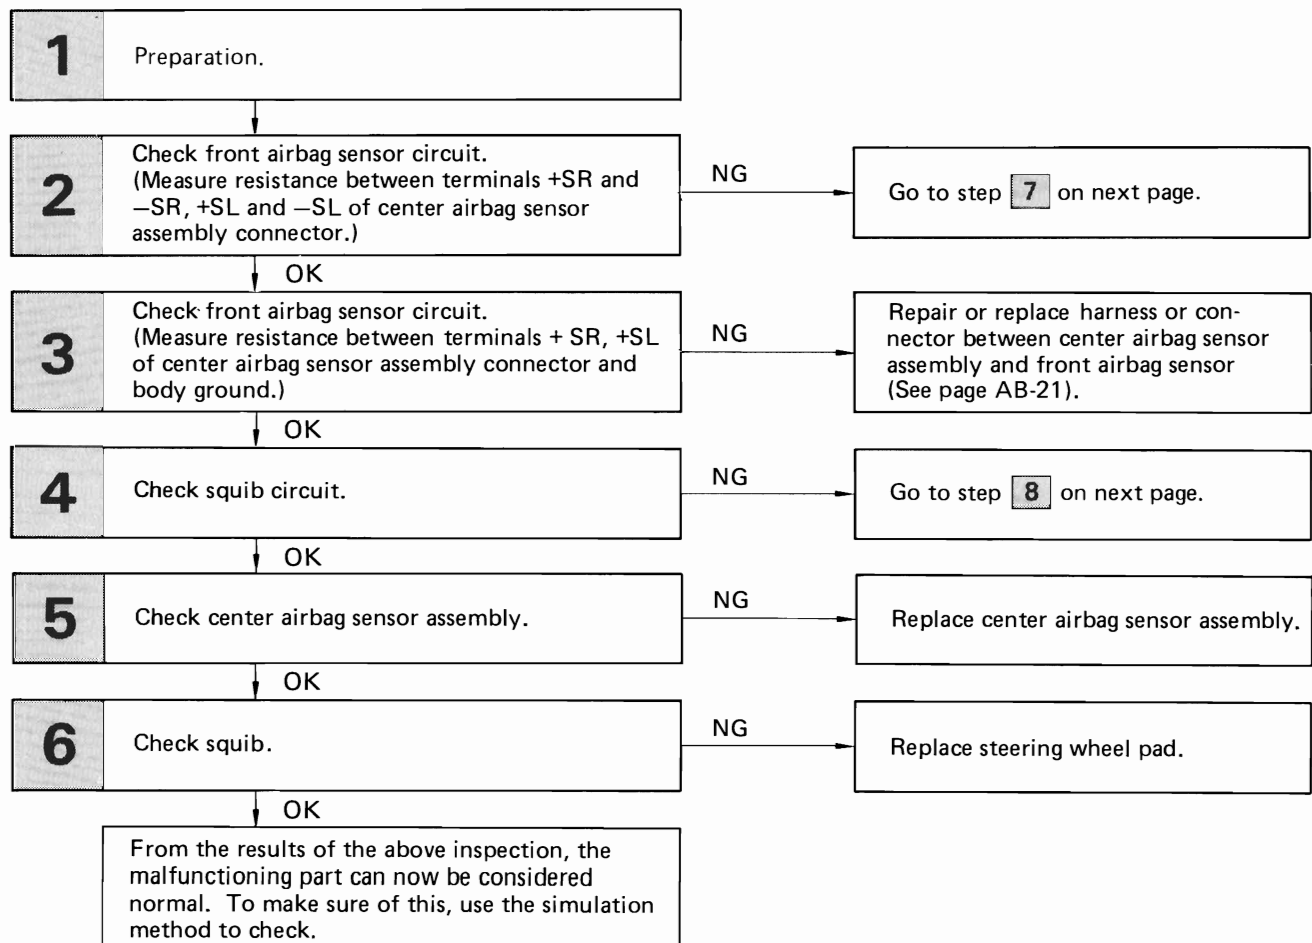 1
Preparation.
2
Check front airbag sensor circuit.
(Measure resistance between terminals +SR and
—SR, +SL and —SL of center airbag sensor
assembly connector.)
NG
Go to step 7 on next page.
OK
3
Check front airbag sensor circuit.
(Measure resistance between terminals + SR, +SL
of center airbag sensor assembly connector and
body ground.)
NG
Repair or replace harness or con-
nector between center airbag sensor
assembly and front airbag sensor
(See page AB-21).
OK
4
Check squib circuit.
NG
Go to step 8 on next page.
OK
5
Check center airbag sensor assembly.
NG
Replace center airbag sensor assembly.
OK
6
Check squib.
NG
Replace steering wheel pad.
OK
From the results of the above inspection, the
malfunctioning part can now be considered
normal. To make sure of this, use the simulation
method to check.